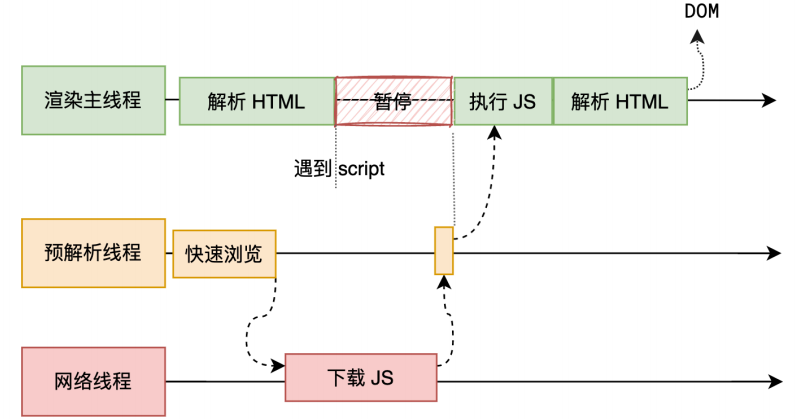 DOM
渲染主线程
解析 HTML
暂停
执行 JS
解析 HTML
遇到 script
预解析线程
快速浏览
网络线程
下载 JS